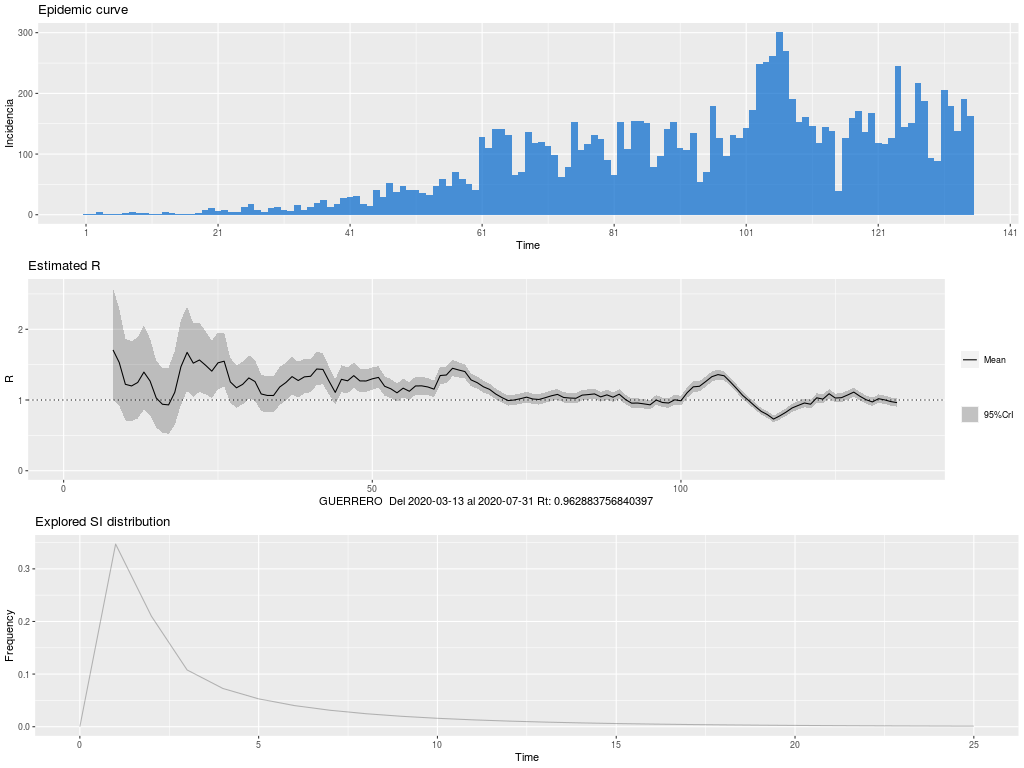 Epidemic curve
Incidencia
300
200
100
0
1 21 41 61 81 101 121 141
Time
Estimated R
R
2
1
0
0 50 100
Mean
95%CrI
GUERRERO Del 2020-03-13 al 2020-07-31 Rt: 0.962883756840397
Explored SI distribution
Frequency
0.3
0.2
0.1
0.0
0 5 10 15 20 25
Time